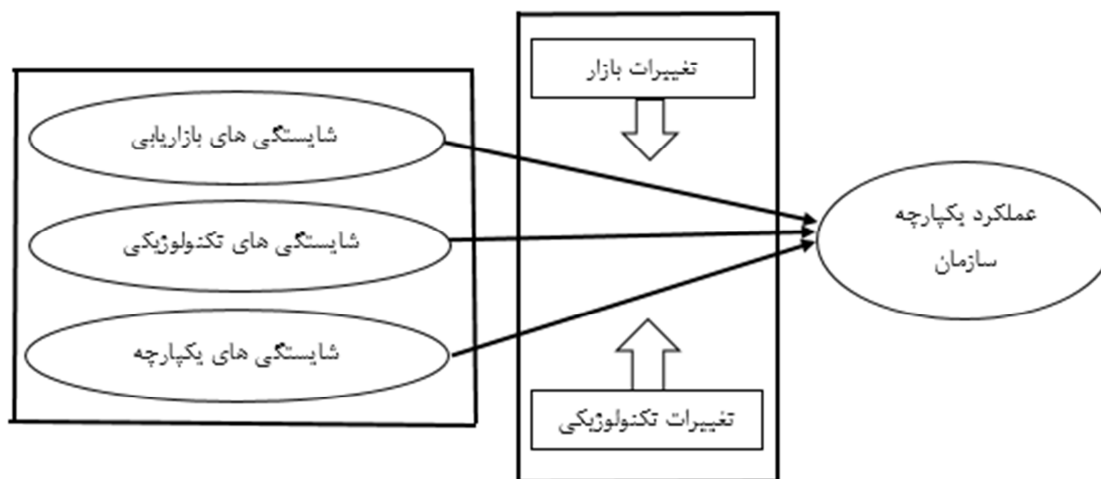 تغییرات بازار
شایستگی های بازاریابی
شایستگی های تکنولوژیکی
شایستگی های یکپارچه
عملکرد یکپارچه
سازمان
تغییرات تکنولوژیکی